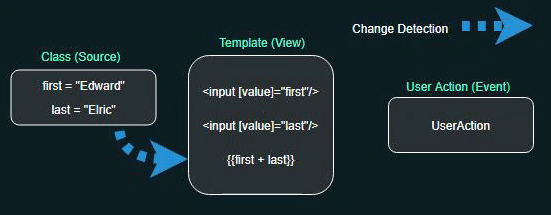 Template (View)
Change Detection
Class (Source)
first = "Edward"
last = "Elric"
<input [value]="first"/>
<input [value]="last"/>
{{first + last}}
User Action (Event)
UserAction